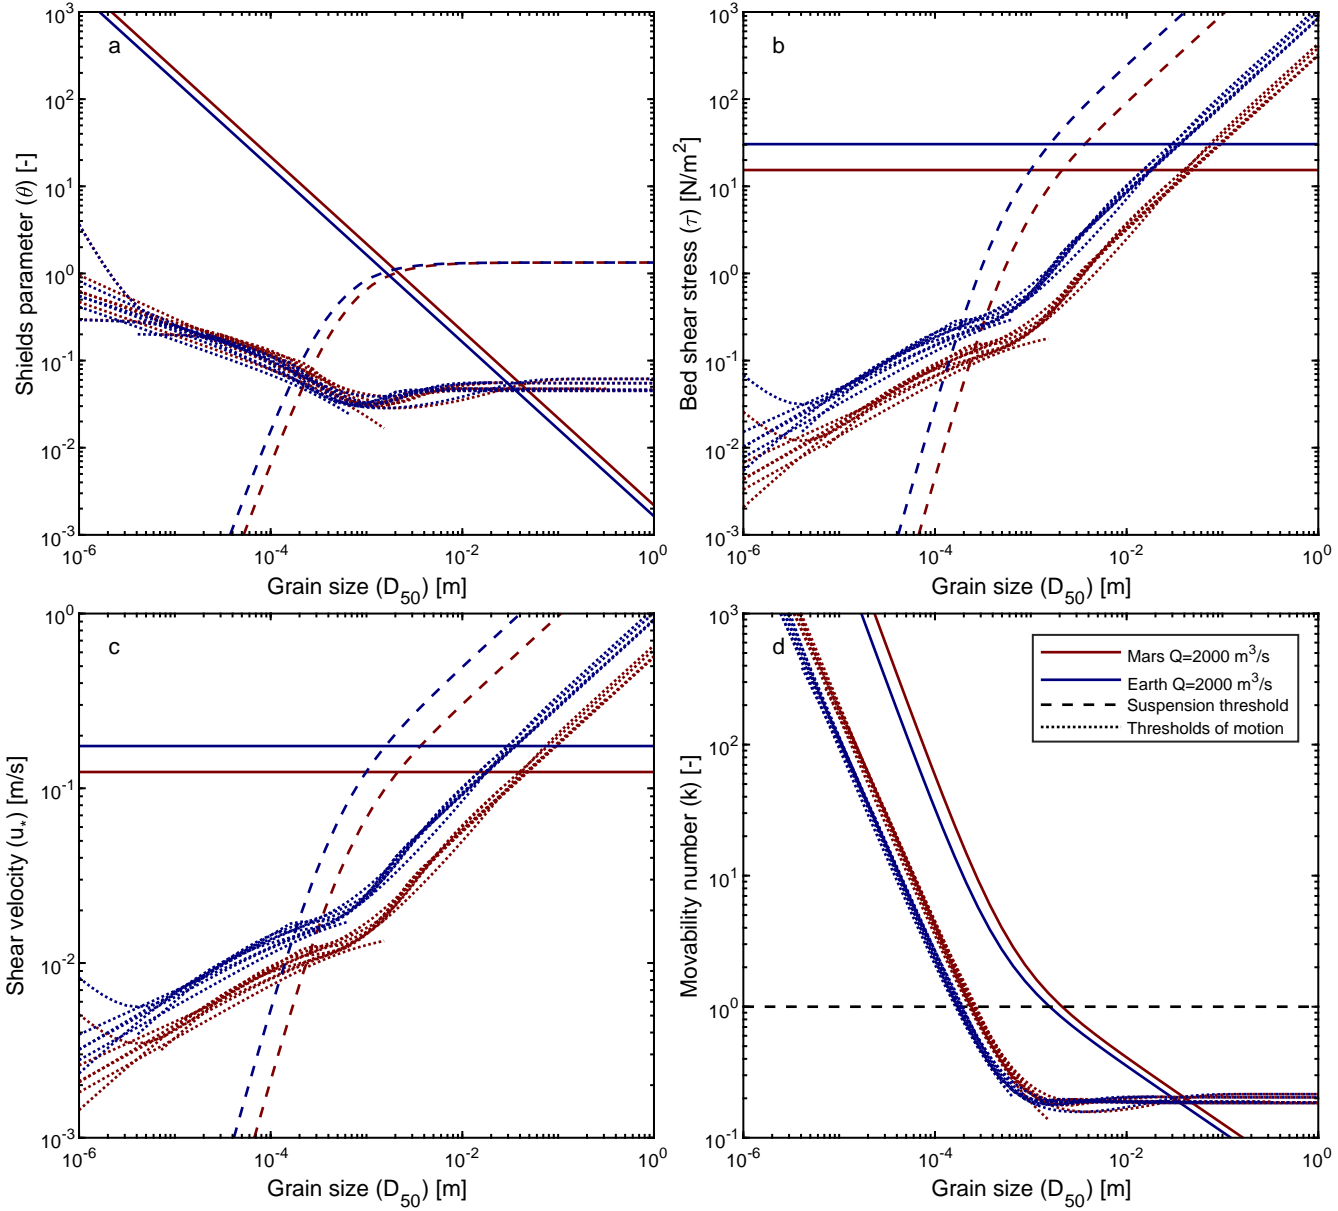 a
10^3
10^2
10^1
10^0
10^-1
10^-2
10^-3
Shields parameter (θ) [-]
10^-6
10^-4
10^-2
10^0
Grain size (D_50) [m]
b
10^3
10^2
10^1
10^0
10^-1
10^-2
10^-3
Bed shear stress (τ) [N/m^2]
10^-6
10^-4
10^-2
10^0
Grain size (D_50) [m]
c
10^0
10^-1
10^-2
10^-3
Shear velocity (u_*) [m/s]
10^-6
10^-4
10^-2
10^0
Grain size (D_50) [m]
d
10^3
10^2
10^1
10^0
10^-1
Movability number (k) [-]
Mars Q=2000 m^3/s
Earth Q=2000 m^3/s
Suspension threshold
Thresholds of motion
10^-6
10^-4
10^-2
10^0
Grain size (D_50) [m]